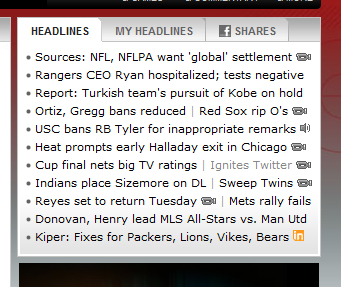 HEADLINES MY HEADLINES SHARES
Sources: NFL, NFLPA want 'global' settlement
Rangers CEO Ryan hospitalized; tests negative
Report: Turkish team's pursuit of Kobe on hold
Ortiz, Gregg bans reduced | Red Sox rip O's
USC bans RB Tyler for inappropriate remarks
Heat prompts early Halladay exit in Chicago
Cup final nets big TV ratings | Ignites Twitter
Indians place Sizemore on DL | Sweep Twins
Reyes set to return Tuesday | Mets rally fails
Donovan, Henry lead MLS All-Stars vs. Man Utd
Kiper: Fixes for Packers, Lions, Vikes, Bears in